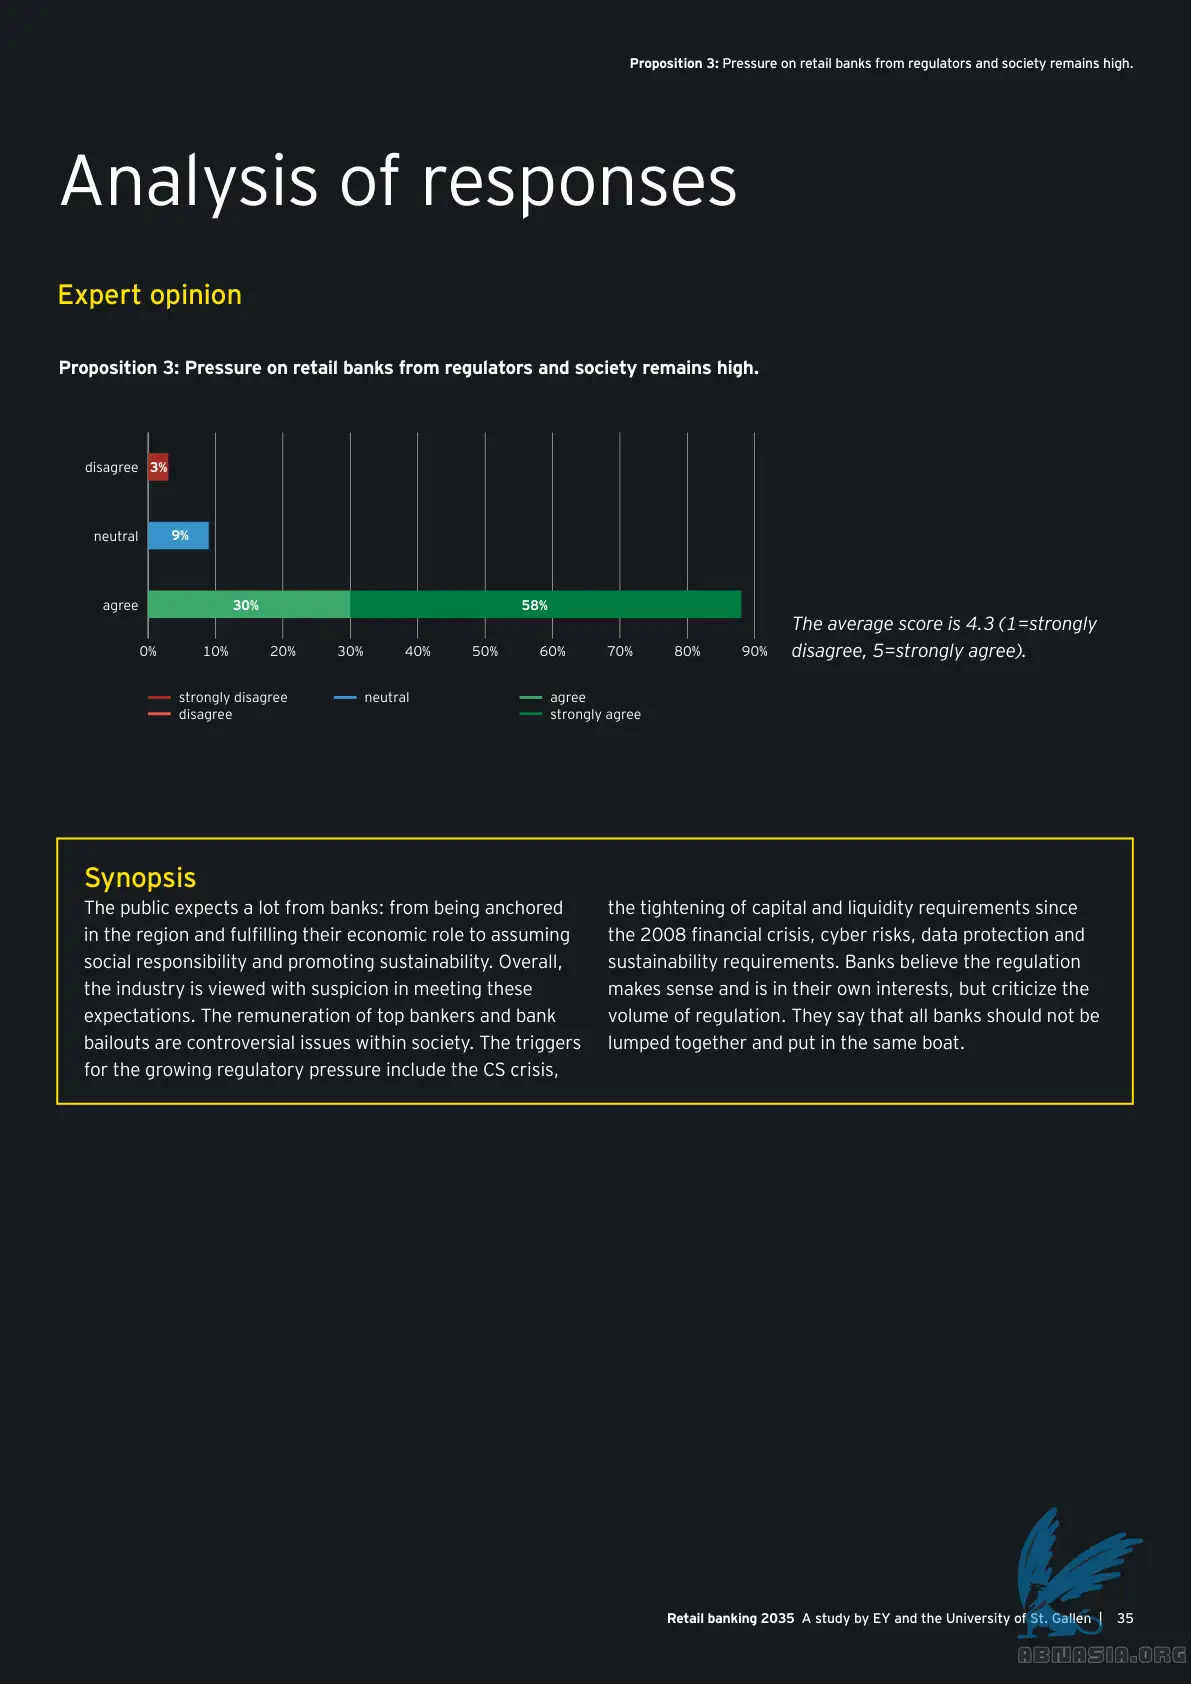 Proposition 3: Pressure on retail banks from regulators and society remains high.
Analysis of responses
Expert opinion
Proposition 3: Pressure on retail banks from regulators and society remains high.
disagree
3%
neutral
9%
agree
30%
58%
0%
10%
20%
30%
40%
50%
60%
70%
80%
90%
The average score is 4.3 (1=strongly
disagree, 5=strongly agree).
strongly disagree
disagree
neutral
agree
strongly agree
Synopsis
The public expects a lot from banks: from being anchored
in the region and fulfilling their economic role to assuming
social responsibility and promoting sustainability. Overall,
the industry is viewed with suspicion in meeting these
expectations. The remuneration of top bankers and bank
bailouts are controversial issues within society. The triggers
for the growing regulatory pressure include the CS crisis,
the tightening of capital and liquidity requirements since
the 2008 financial crisis, cyber risks, data protection and
sustainability requirements. Banks believe the regulation
makes sense and is in their own interests, but criticize the
volume of regulation. They say that all banks should not be
lumped together and put in the same boat.
Retail banking 2035 A study by EY and the University of St. Gallen | 35
ABNASIA.ORG